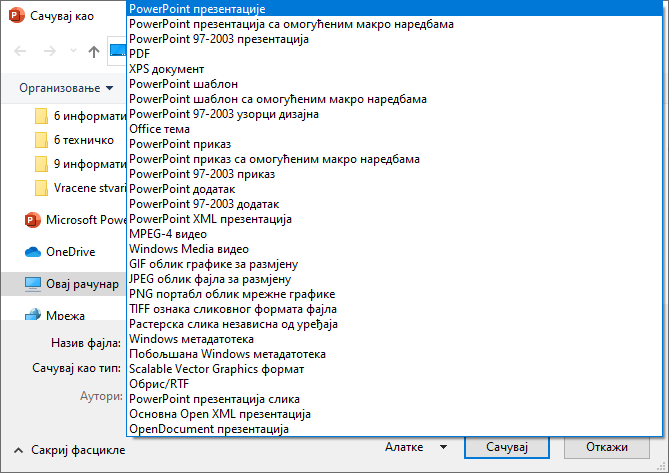 Сачувај као
Организовање
6 информати
6 техничко
9 информати
Vracene stvari
Microsoft Powe
OneDrive
Овај рачунар
Мрежа
Назив фајла:
Сачувај као тип:
Аутори:
PowerPoint презентације
PowerPoint презентација са омогућеним макро наредбама
PowerPoint 97-2003 презентација
PDF
XPS документ
PowerPoint шаблон
PowerPoint шаблон са омогућеним макро наредбама
PowerPoint 97-2003 узорци дизајна
Office тема
PowerPoint приказ
PowerPoint приказ са омогућеним макро наредбама
PowerPoint 97-2003 приказ
PowerPoint додатак
PowerPoint 97-2003 додатак
PowerPoint XML презентација
MPEG-4 видео
Windows Media видео
GIF облик графике за размјену
JPEG облик фајла за размјену
PNG портабл облик мрежне графике
TIFF ознака сликовног формата фајла
Растерска слика независна од уређаја
Windows метадатотека
Побољшана Windows метадатотека
Scalable Vector Graphics формат
Обрис/RTF
PowerPoint презентација слика
Основна Open XML презентација
OpenDocument презентација
Сакриј фасцикле
Алатке
Сачувај
Откажи